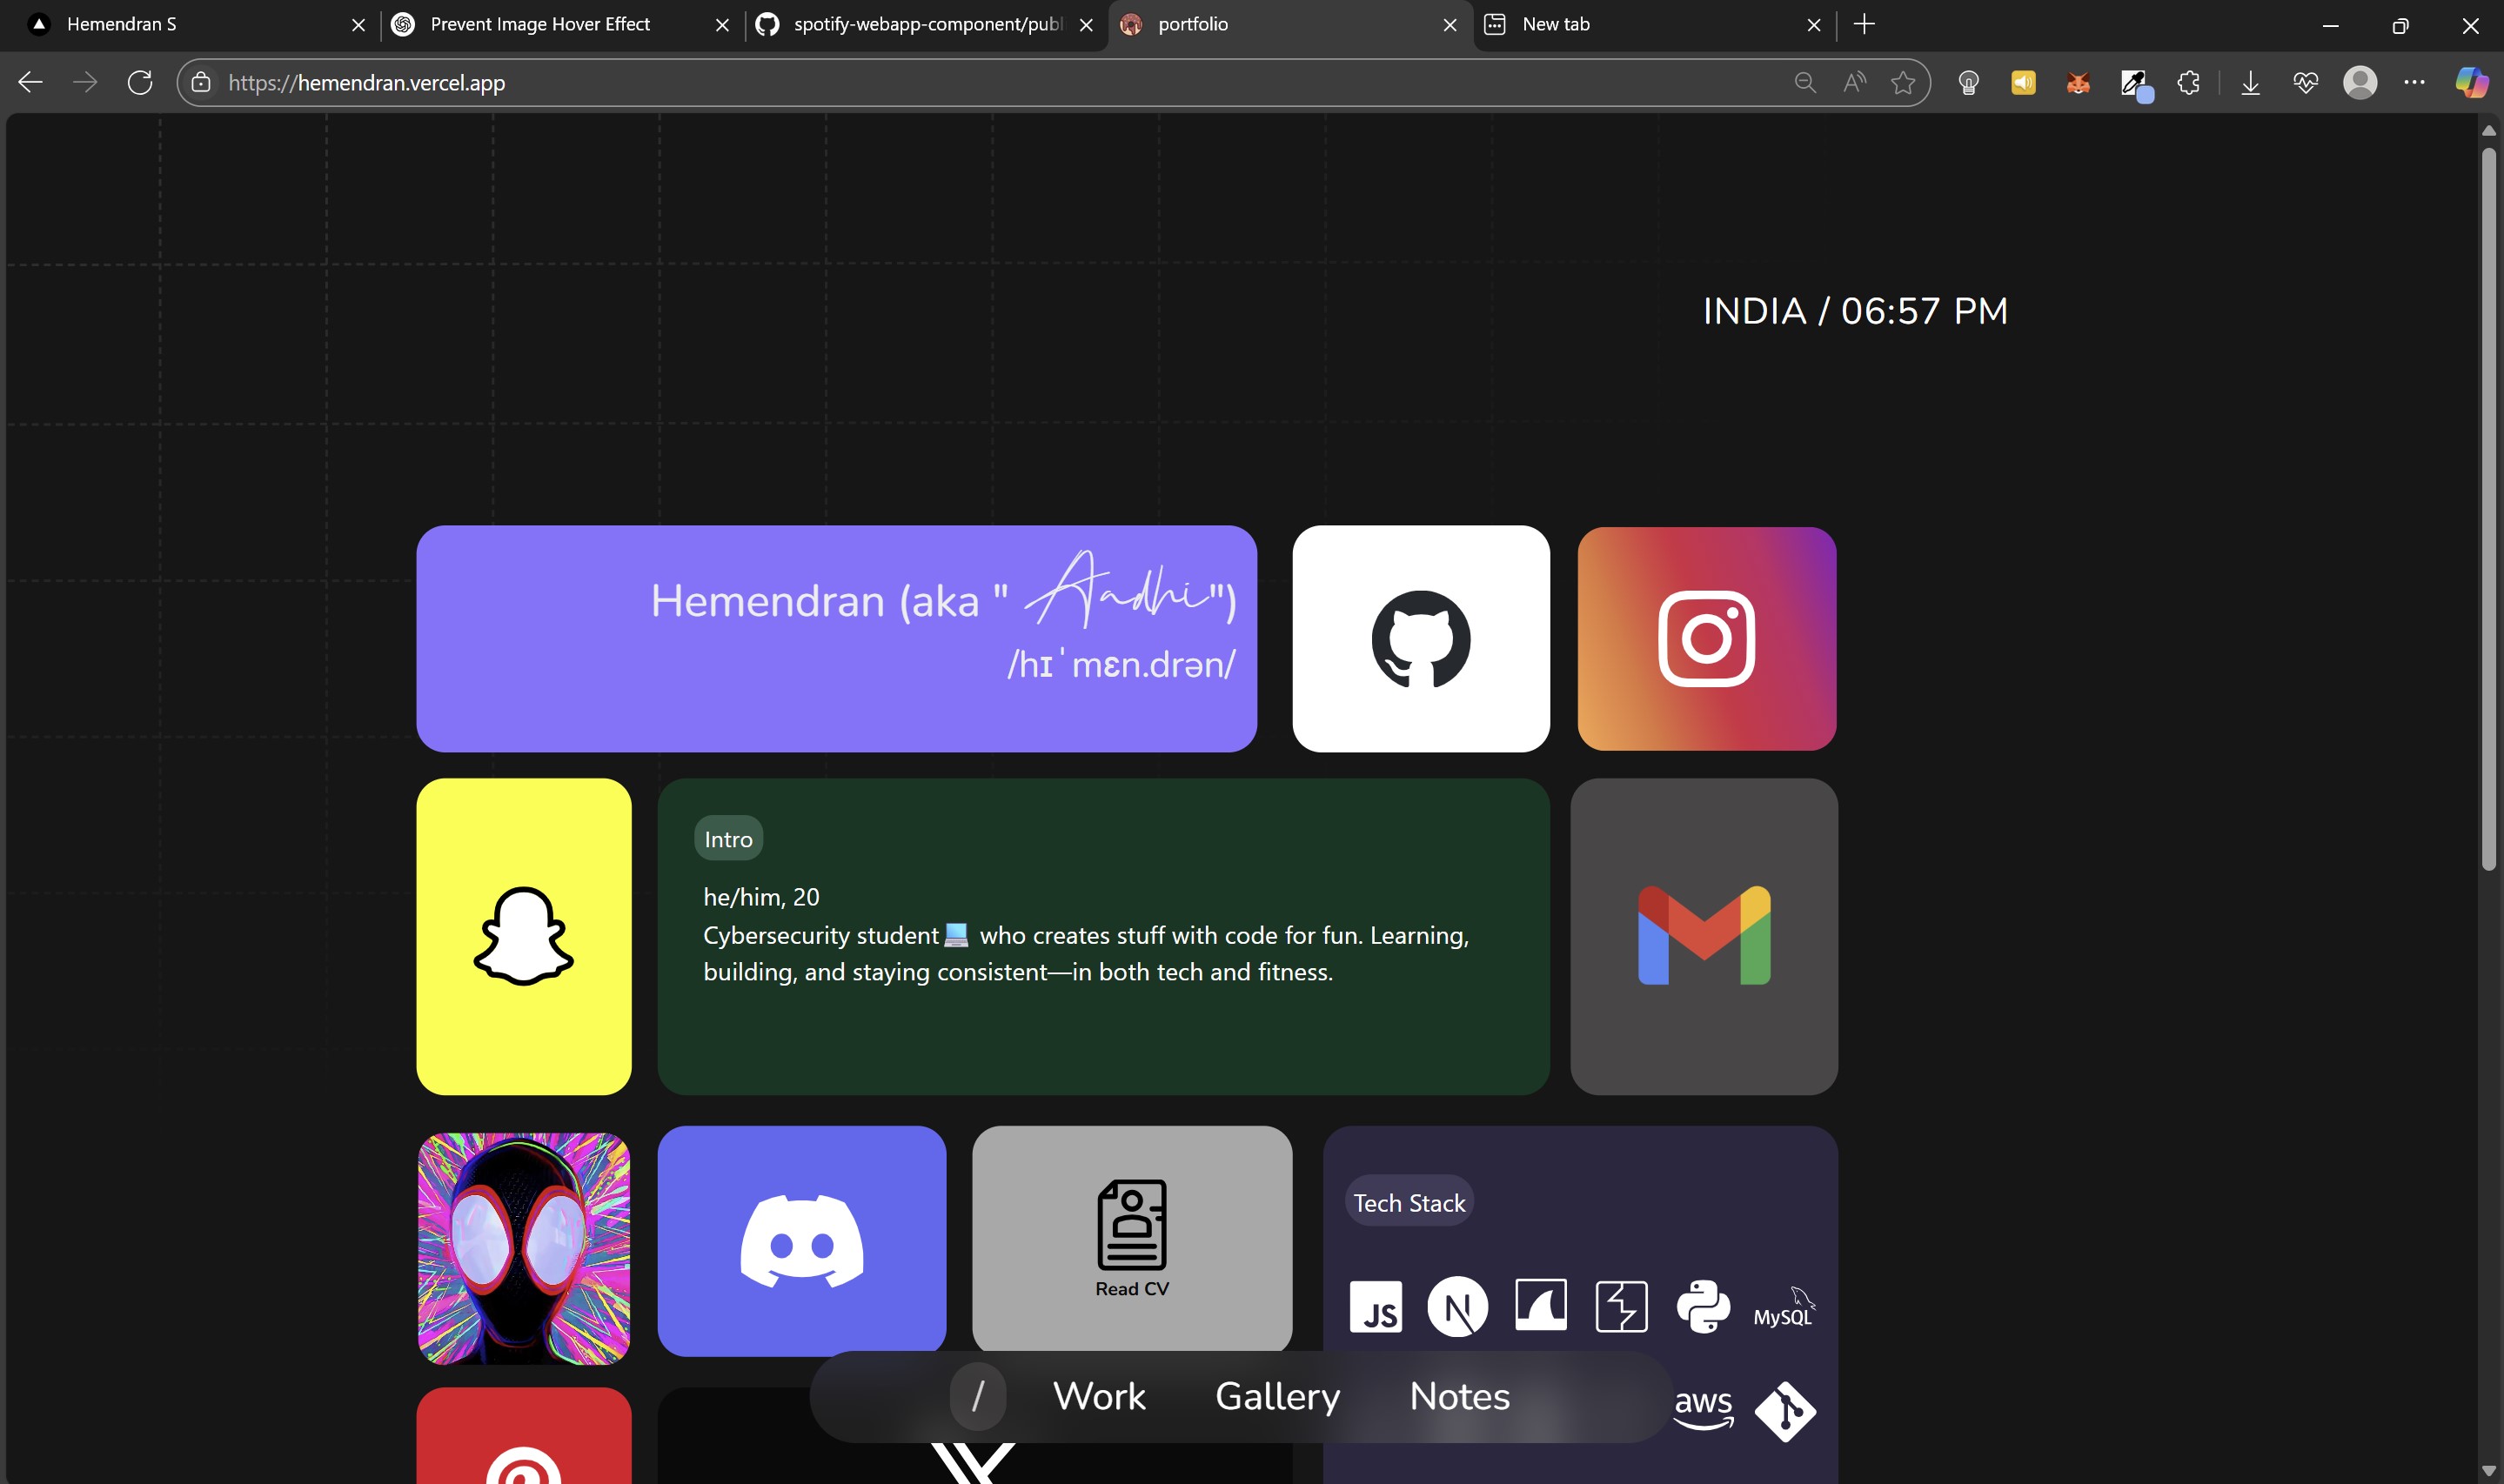 Hemendran S
Prevent Image Hover Effect
spotify-webapp-component/publ
portfolio
New tab
https://hemendran.vercel.app
INDIA / 06:57 PM
Hemendran (aka " Aadhi")
/hɪˈmɛn.drən/
Intro
he/him, 20
Cybersecurity student💻 who creates stuff with code for fun. Learning,
building, and staying consistent—in both tech and fitness.
Read CV
Tech Stack
JS
N
MySQL
aws
/ Work Gallery Notes